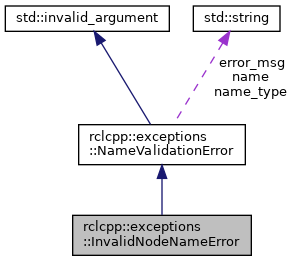 std::invalid_argument
std::string
error_msg
name
name_type
rclcpp::exceptions
::NameValidationError
rclcpp::exceptions
::InvalidNodeNameError